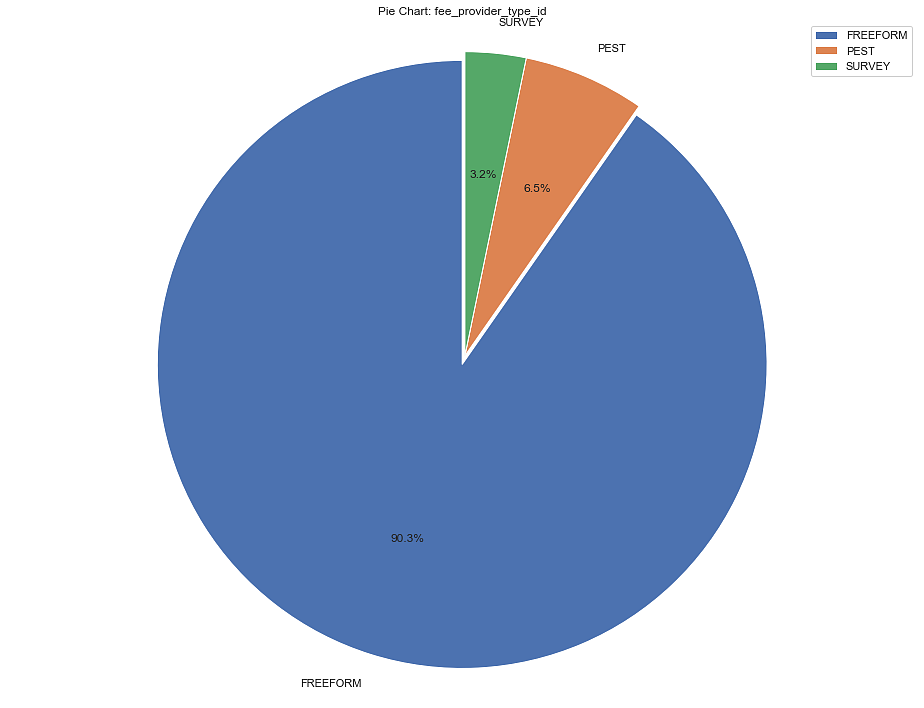 Pie Chart: fee_provider_type_id
SURVEY
PEST
FREEFORM
PEST
SURVEY
3.2%
6.5%
90.3%
FREEFORM